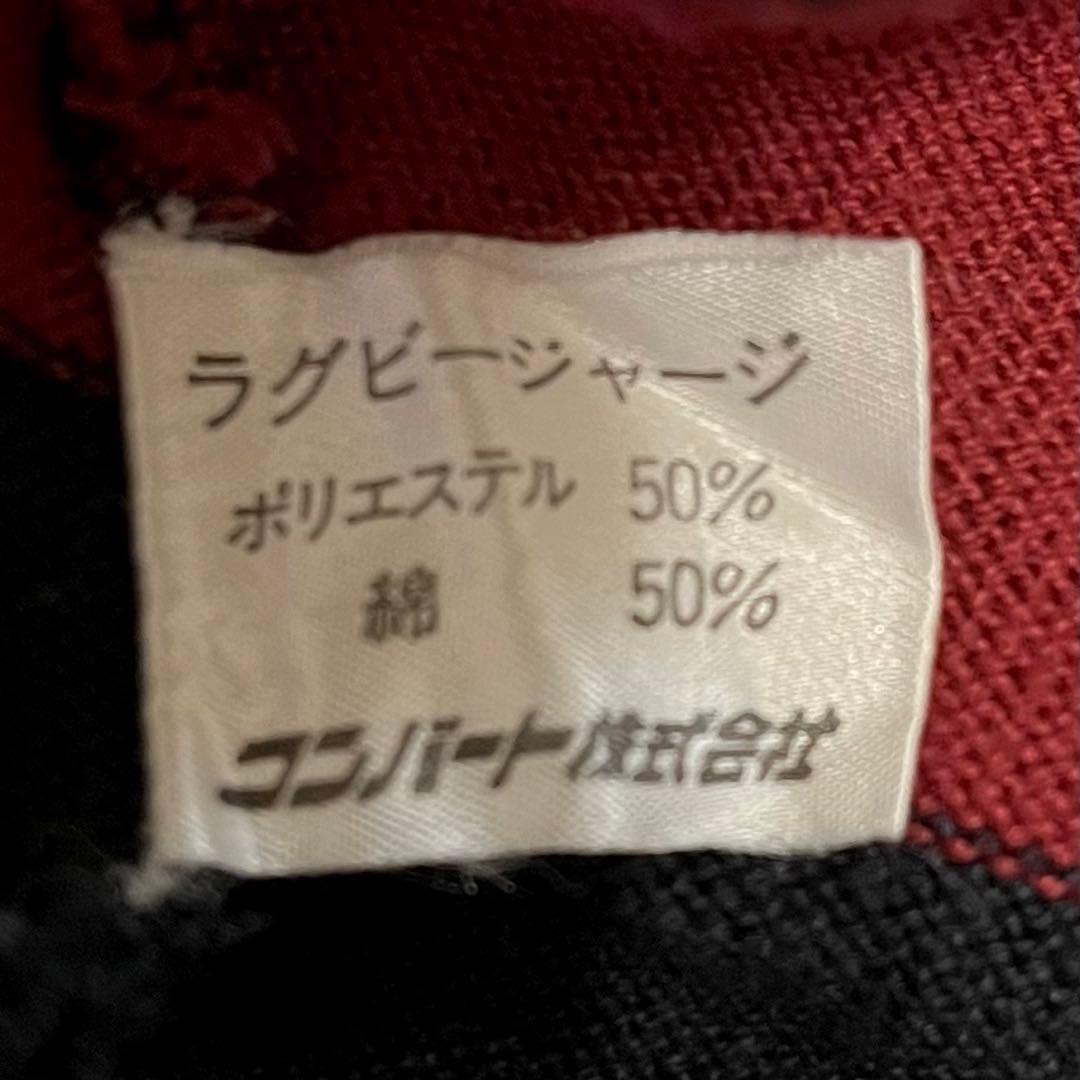 ラグビージャージ
ポリエステル 50%
綿 50%
コンバート株式会社